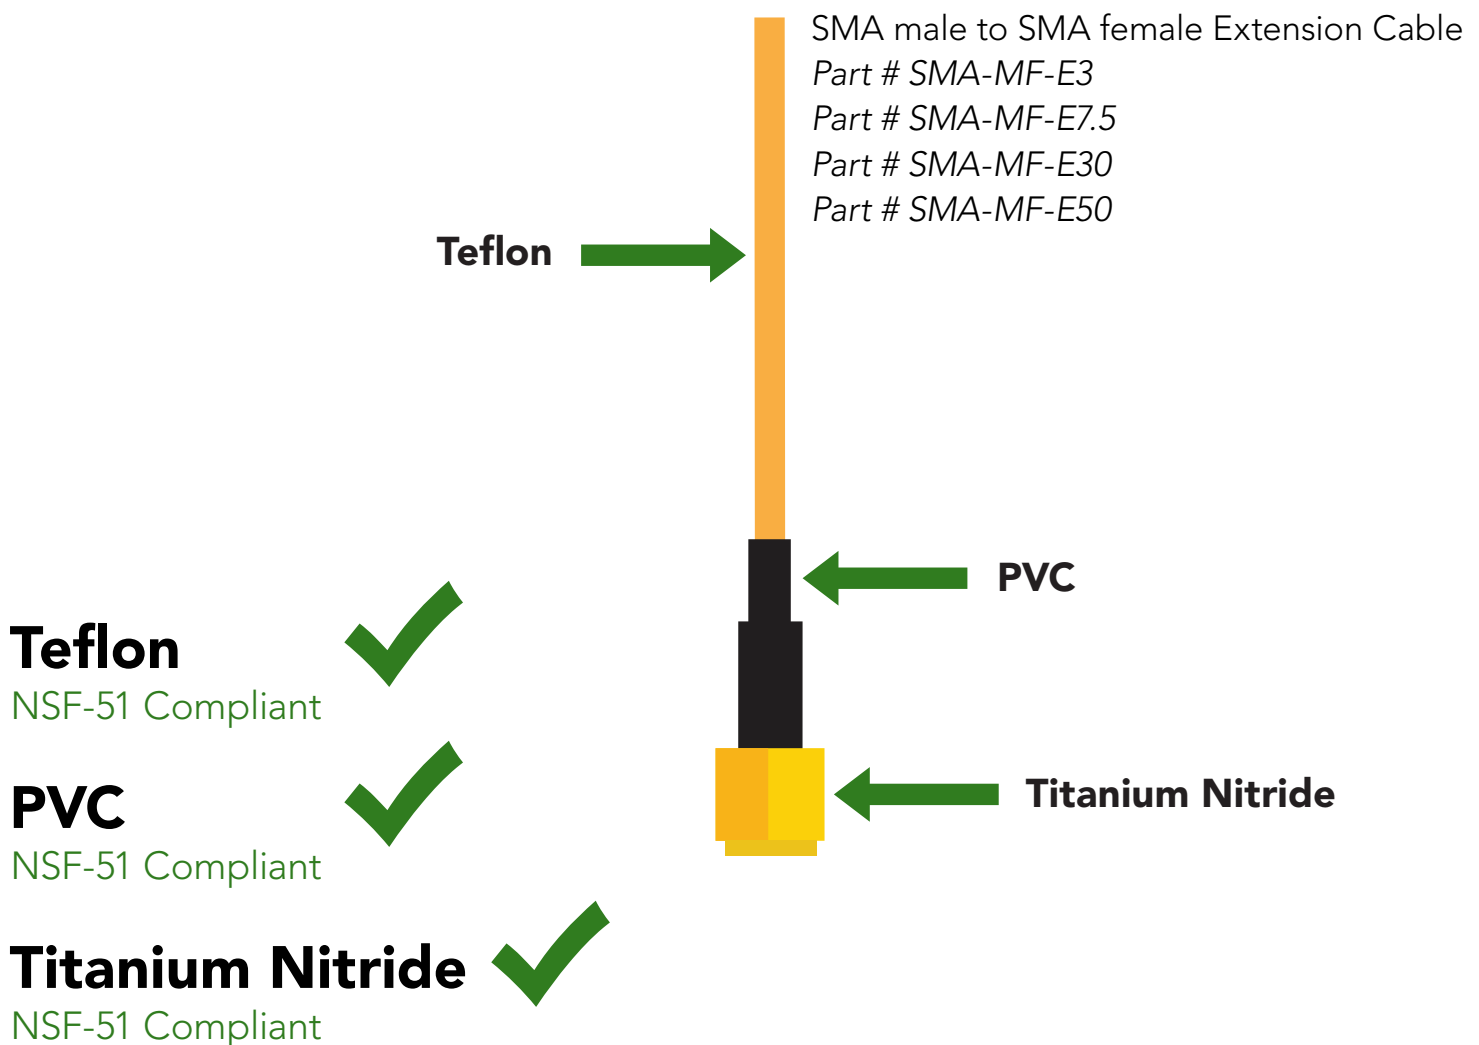 SMA male to SMA female Extension Cable
Part # SMA-MF-E3
Part # SMA-MF-E7.5
Part # SMA-MF-E30
Part # SMA-MF-E50
Teflon
PVC
Teflon
NSF-51 Compliant
PVC
NSF-51 Compliant
Titanium Nitride
Titanium Nitride
NSF-51 Compliant